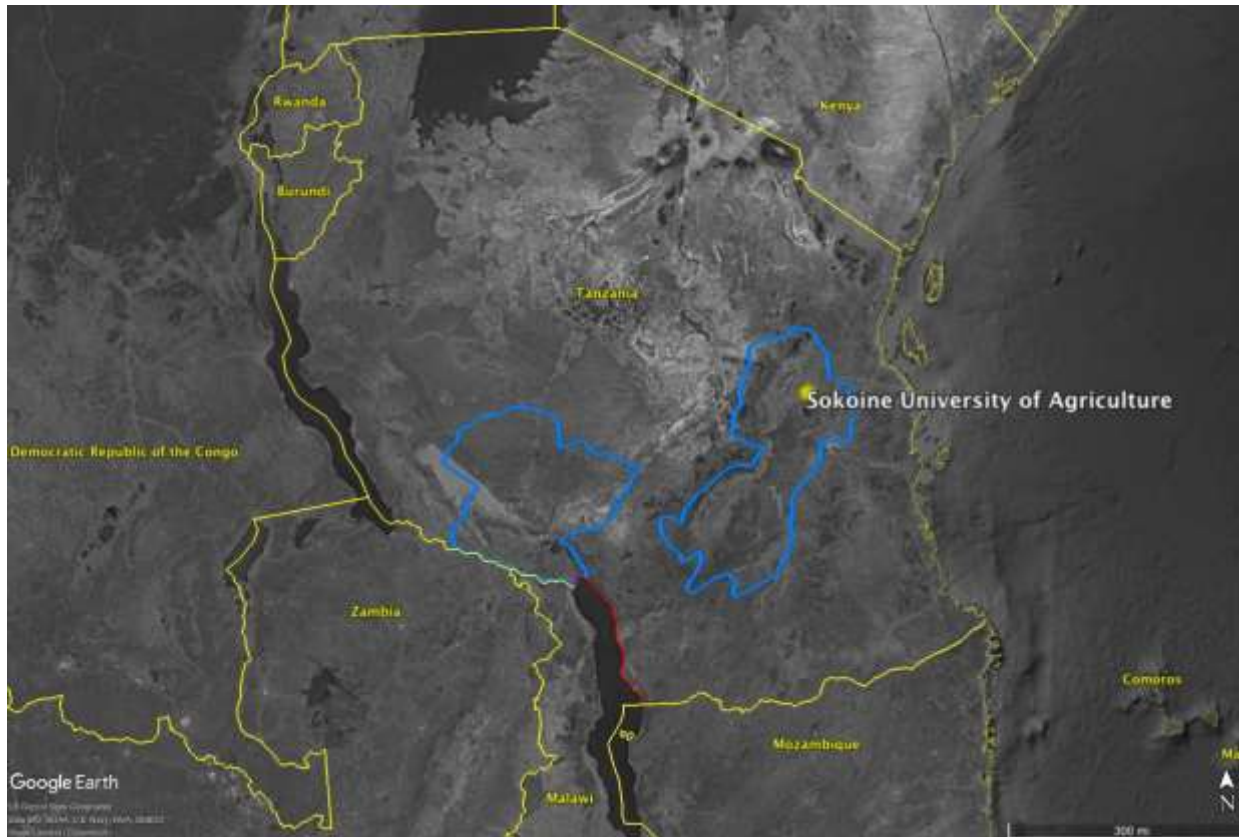 Rwanda
Kenya
Burundi
Tanzania
Sokoine University of Agriculture
Democratic Republic of the Congo
Zambia
Comoros
Mozambique
Ma
Google Earth
Malawi
N
300 mi